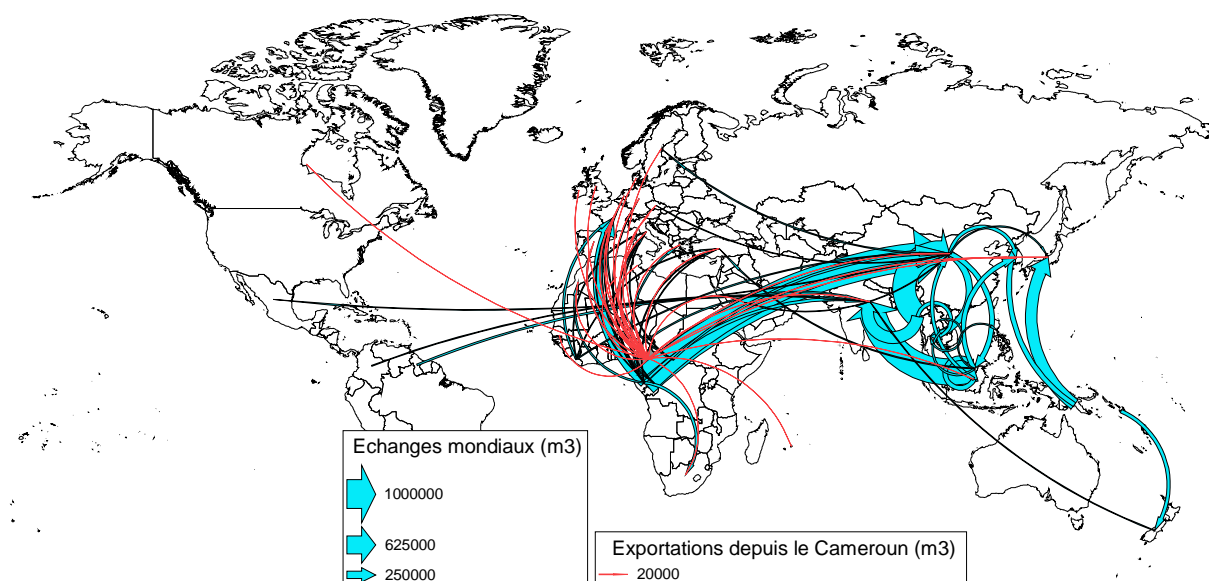 Echanges mondiaux (m3)
1000000
625000
250000
Exportations depuis le Cameroun (m3)
20000